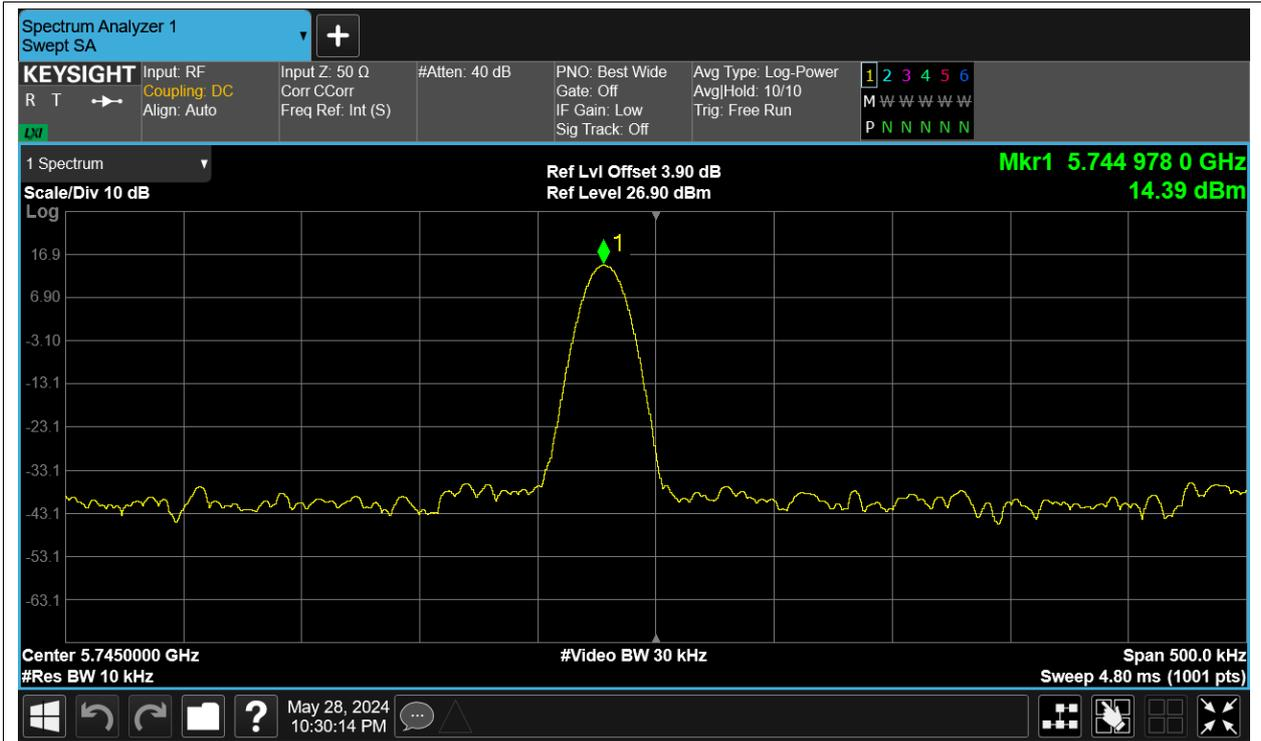 Spectrum Analyzer 1
Swept SA
+
KEYSIGHT
R T
LXI
Input: RF
Coupling: DC
Align: Auto
Input Z: 50 Ω
Corr CCorr
Freq Ref: Int (S)
#Atten: 40 dB
PNO: Best Wide
Gate: Off
IF Gain: Low
Sig Track: Off
Avg Type: Log-Power
Avg|Hold: 10/10
Trig: Free Run
1 2 3 4 5 6
M W W W W W
P N N N N N
1 Spectrum
Scale/Div 10 dB
Ref Lvl Offset 3.90 dB
Ref Level 26.90 dBm
Mkr1 5.744 978 0 GHz
14.39 dBm
Log
1
16.9
6.90
-3.10
-13.1
-23.1
-33.1
-43.1
-53.1
-63.1
Center 5.7450000 GHz
#Res BW 10 kHz
#Video BW 30 kHz
Span 500.0 kHz
Sweep 4.80 ms (1001 pts)
?
May 28, 2024
10:30:14 PM